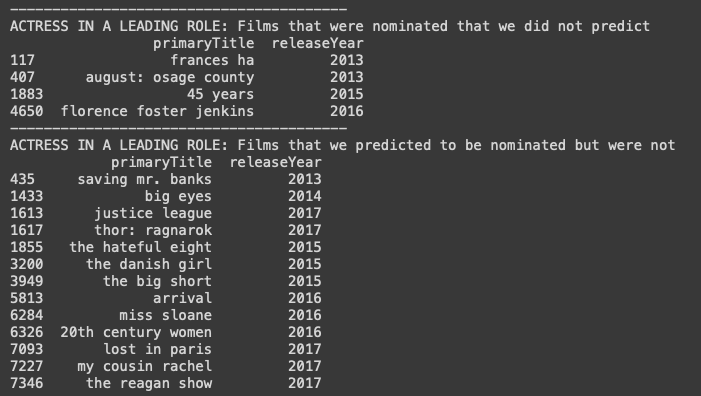 ----------------------------------------
ACTRESS IN A LEADING ROLE: Films that were nominated that we did not predict
primaryTitle releaseYear
117 frances ha 2013
407 august: osage county 2013
1883 45 years 2015
4650 florence foster jenkins 2016
----------------------------------------
ACTRESS IN A LEADING ROLE: Films that we predicted to be nominated but were not
primaryTitle releaseYear
435 saving mr. banks 2013
1433 big eyes 2014
1613 justice league 2017
1617 thor: ragnarok 2017
1855 the hateful eight 2015
3200 the danish girl 2015
3949 the big short 2015
5813 arrival 2016
6284 miss sloane 2016
6326 20th century women 2016
7093 lost in paris 2017
7227 my cousin rachel 2017
7346 the reagan show 2017